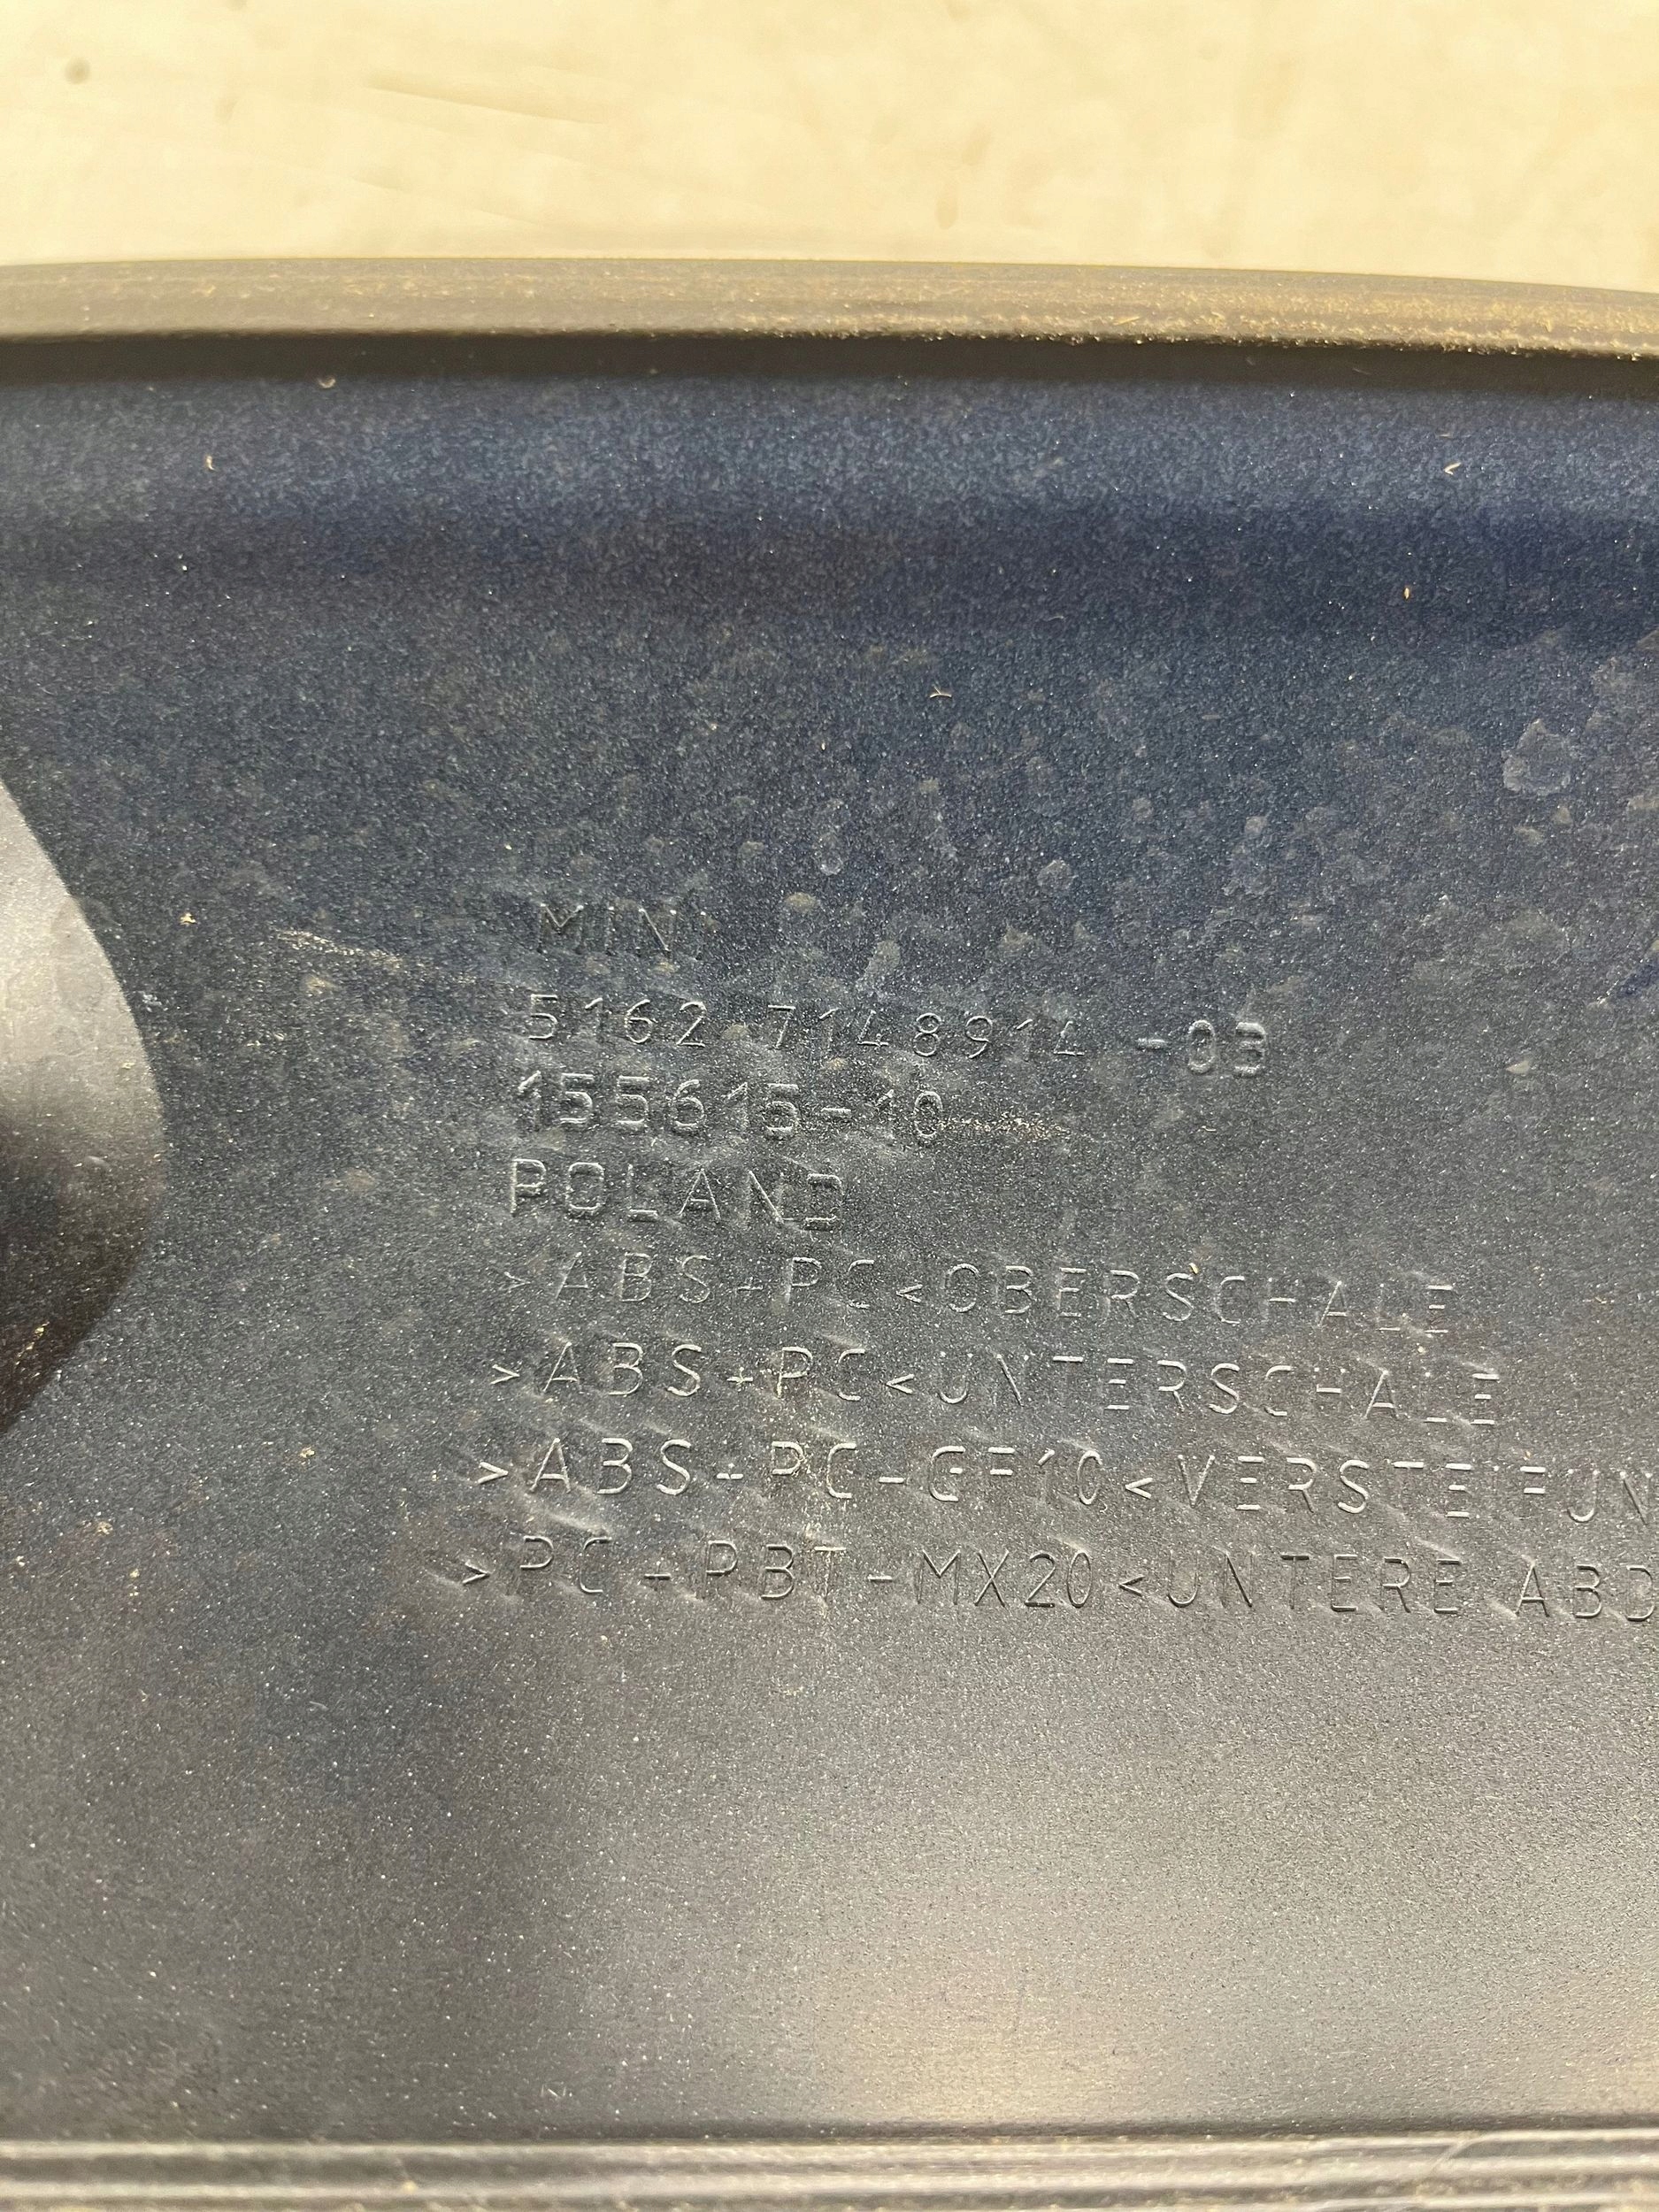 MINI
5162 7148914 -03
155615-10
POLAND
>ABS+PC<OBERSCHALE
>ABS+PC<UNTERSCHALE
>ABS+PC-GF10<VERSTEIFUN
>PC+PBT-MX20<UNTERE ABD